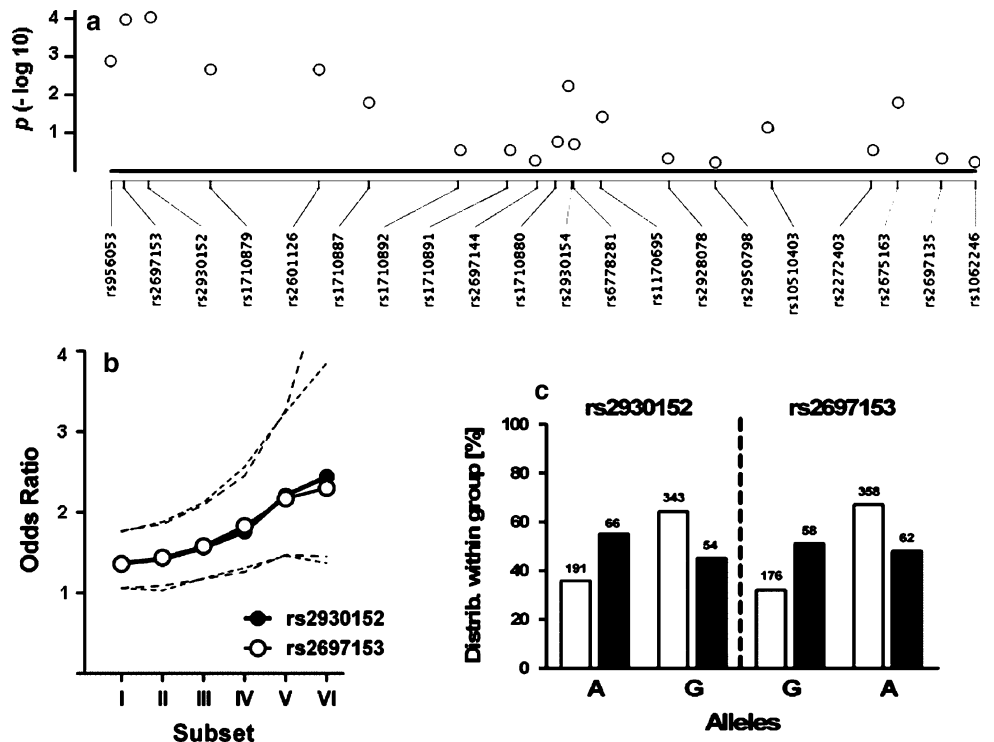 a
p (- log 10)
4
3
2
1
rs956053
rs2697153
rs2930152
rs1710879
rs2601126
rs1710887
rs1710892
rs1710891
rs2697144
rs1710880
rs2930154
rs6778281
rs1170695
rs2928078
rs2950798
rs10510403
rs2272403
rs2675163
rs2697135
rs1062246
b
Odds Ratio
4
3
2
1
rs2930152
rs2697153
I II III IV V VI
Subset
c
rs2930152 rs2697153
Distrib. within group [%]
100
80
60
40
20
0
191 66 343 54 176 58 358 62
A G G A
Alleles